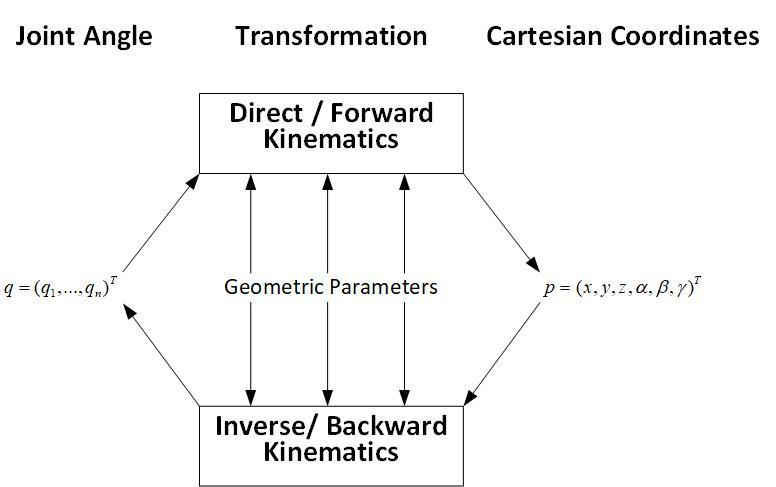 Joint Angle Transformation Cartesian Coordinates
Direct / Forward
Kinematics
q = (q₁,...,qₙ)ᵀ Geometric Parameters p = (x, y, z, α, β, γ)ᵀ
Inverse/ Backward
Kinematics